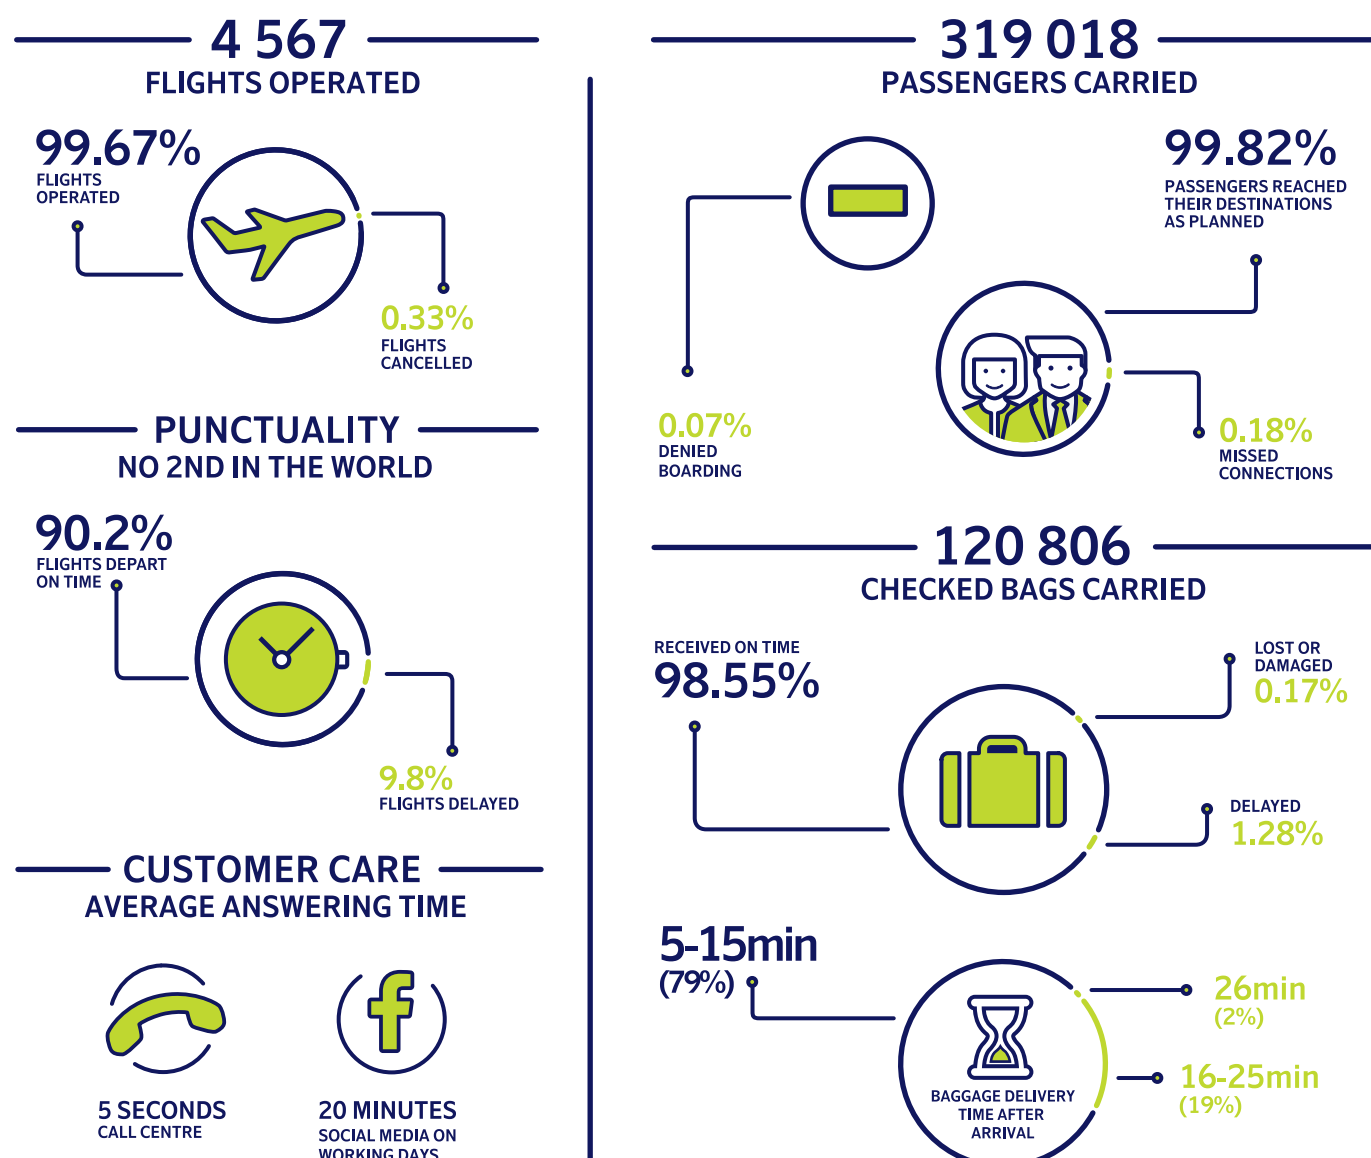 4 567
FLIGHTS OPERATED
99.67%
FLIGHTS
OPERATED
0.33%
FLIGHTS
CANCELLED
PUNCTUALITY
NO 2ND IN THE WORLD
90.2%
FLIGHTS DEPART
ON TIME
9.8%
FLIGHTS DELAYED
CUSTOMER CARE
AVERAGE ANSWERING TIME
5 SECONDS
CALL CENTRE
20 MINUTES
SOCIAL MEDIA ON
WORKING DAYS
319 018
PASSENGERS CARRIED
99.82%
PASSENGERS REACHED
THEIR DESTINATIONS
AS PLANNED
0.07%
DENIED
BOARDING
0.18%
MISSED
CONNECTIONS
120 806
CHECKED BAGS CARRIED
RECEIVED ON TIME
98.55%
LOST OR
DAMAGED
0.17%
DELAYED
1.28%
5-15min
(79%)
26min
(2%)
16-25min
(19%)
BAGGAGE DELIVERY
TIME AFTER
ARRIVAL